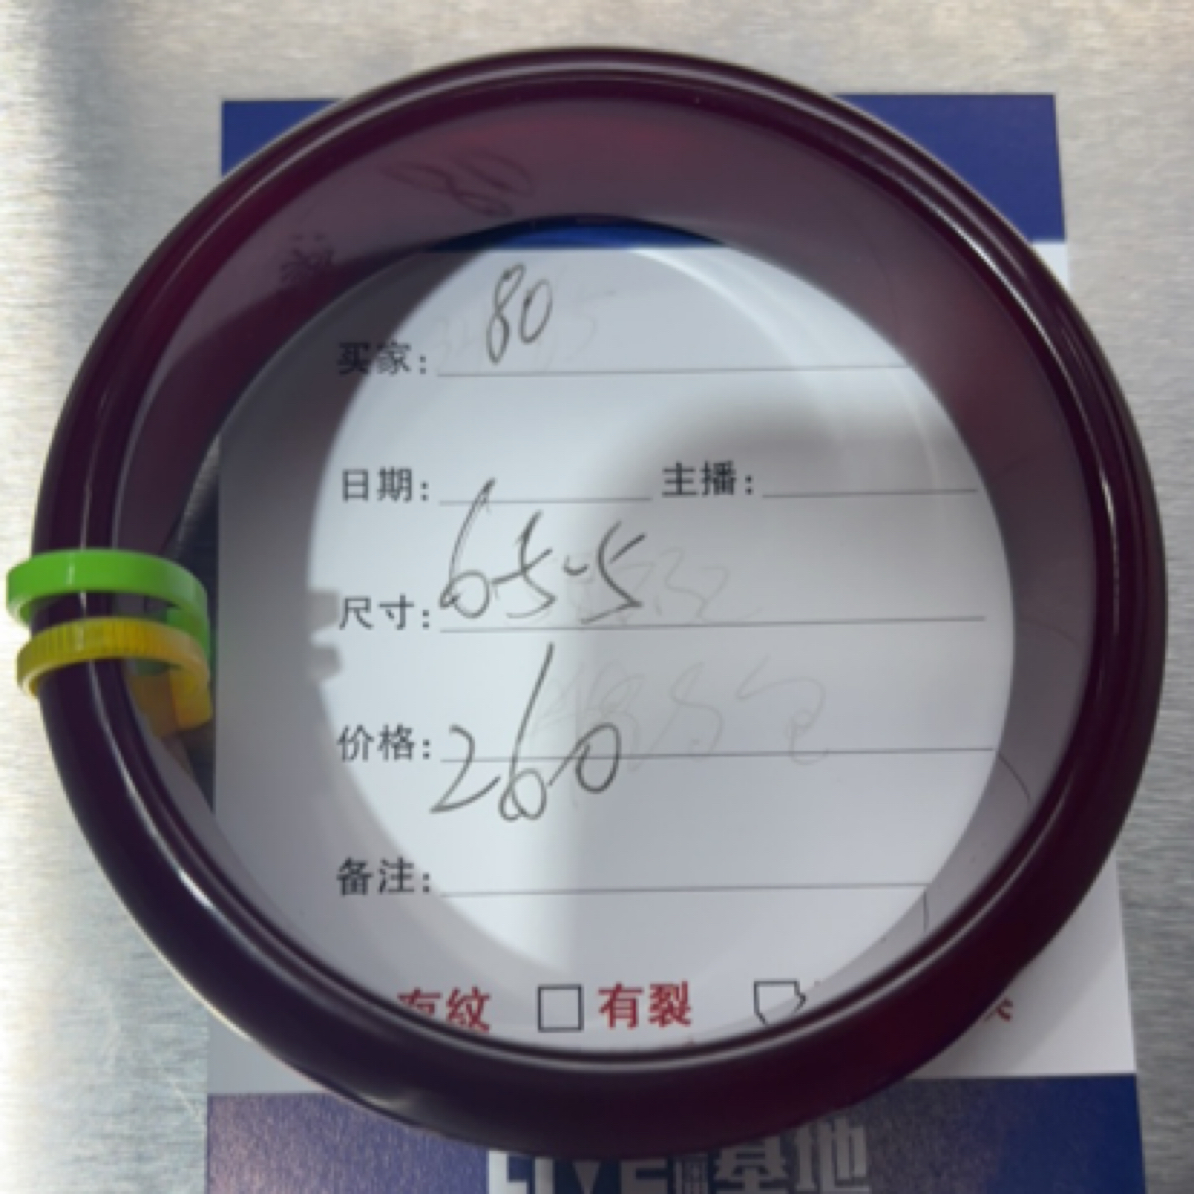 买家: 80
日期: 主播:
尺寸: 65.5
价格: 260
备注:
有纹 □ 有裂
LIVE 基地